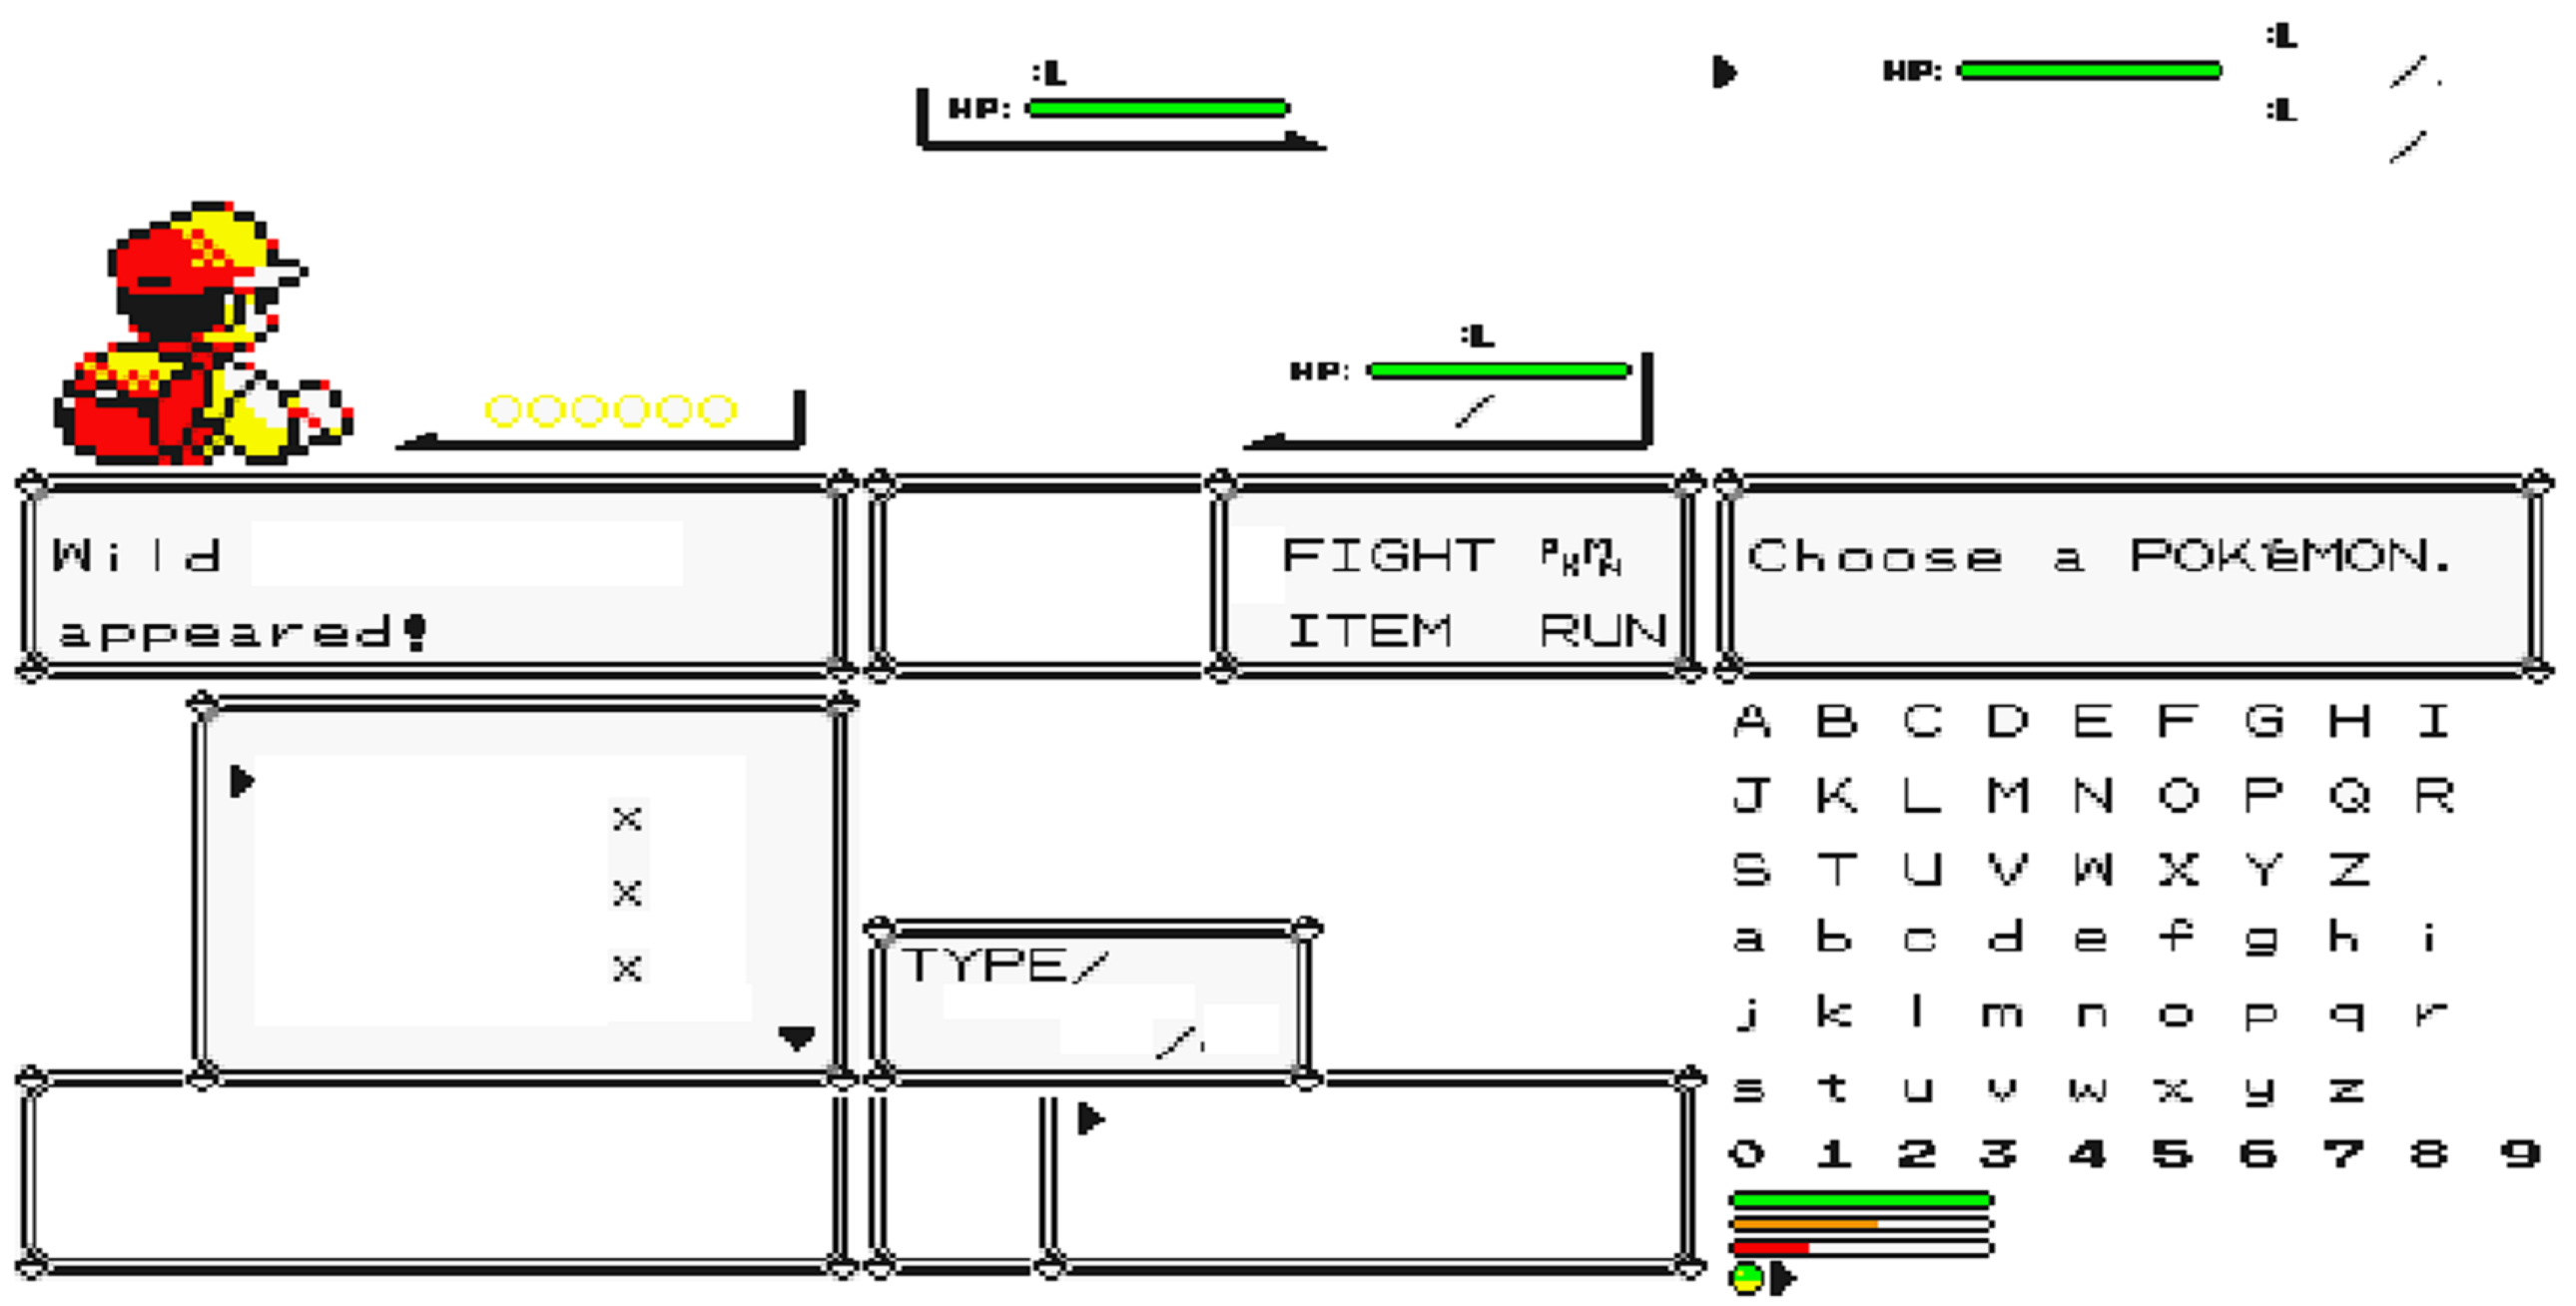 :L
HP:
:L
HP: /.
:L
/
:L
HP:
/
Wild
appeared!
FIGHT PKMN
ITEM RUN
Choose a POKéMON.
×
×
×
TYPE/
/.
A B C D E F G H I
J K L M N O P Q R
S T U V W X Y Z
a b c d e f g h i
j k l m n o p q r
s t u v w x y z
0 1 2 3 4 5 6 7 8 9